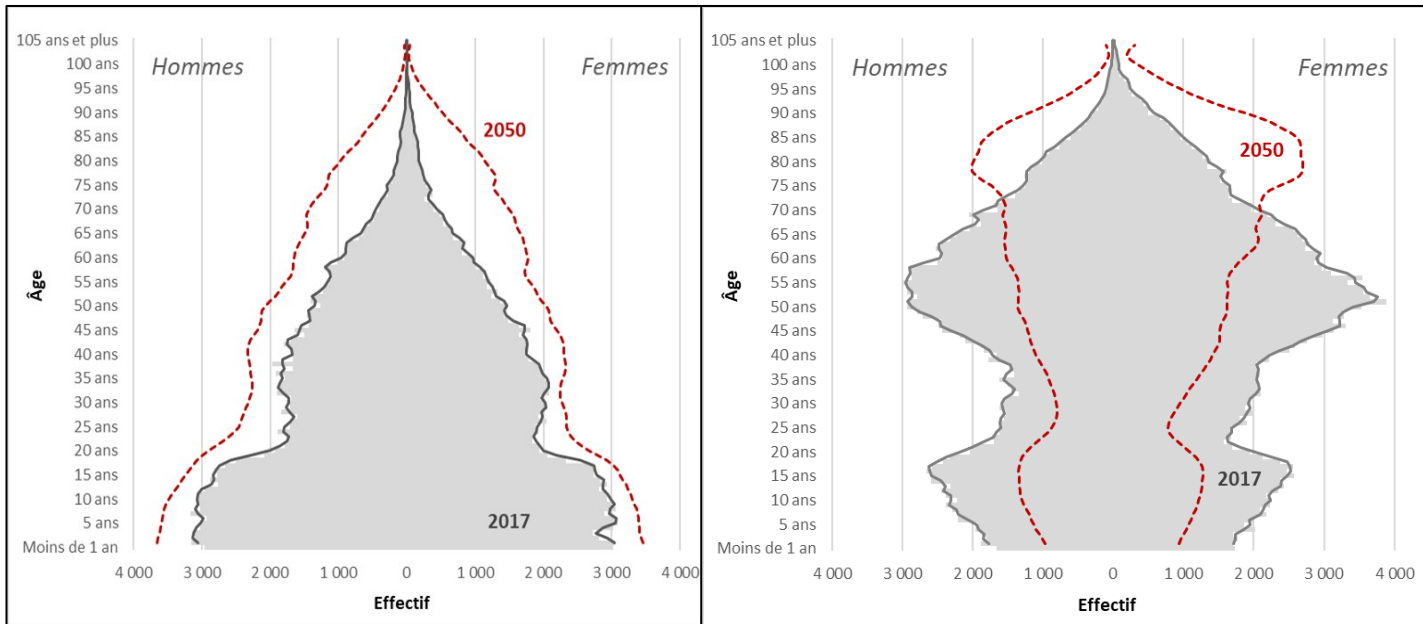 105 ans et plus
100 ans
95 ans
90 ans
85 ans
80 ans
75 ans
70 ans
65 ans
60 ans
55 ans
50 ans
45 ans
40 ans
35 ans
30 ans
25 ans
20 ans
15 ans
10 ans
5 ans
Moins de 1 an
Âge
Hommes
Femmes
2050
2017
4 000 3 000 2 000 1 000 0 1 000 2 000 3 000 4 000
Effectif
105 ans et plus
100 ans
95 ans
90 ans
85 ans
80 ans
75 ans
70 ans
65 ans
60 ans
55 ans
50 ans
45 ans
40 ans
35 ans
30 ans
25 ans
20 ans
15 ans
10 ans
5 ans
Moins de 1 an
Âge
Hommes
Femmes
2050
2017
4 000 3 000 2 000 1 000 0 1 000 2 000 3 000 4 000
Effectif